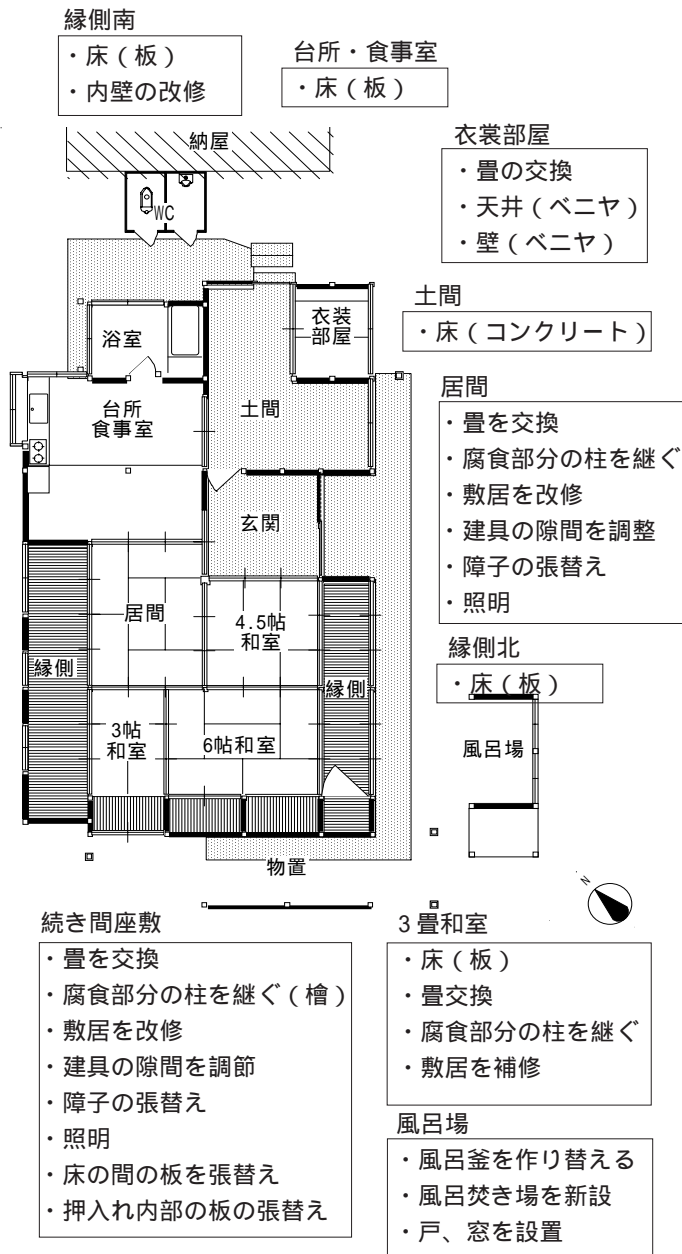 縁側南
・床(板)
・内壁の改修
台所・食事室
・床(板)
衣裳部屋
・畳の交換
・天井(ベニヤ)
・壁(ベニヤ)
土間
・床(コンクリート)
居間
・畳を交換
・腐食部分の柱を継ぐ
・敷居を改修
・建具の隙間を調整
・障子の張替え
・照明
縁側北
・床(板)
納屋
WC
浴室
衣装
部屋
台所
食事室
土間
玄関
居間
4.5帖
和室
縁側
縁側
3帖
和室
6帖和室
風呂場
物置
N
続き間座敷
・畳を交換
・腐食部分の柱を継ぐ(檜)
・敷居を改修
・建具の隙間を調節
・障子の張替え
・照明
・床の間の板を張替え
・押入れ内部の板の張替え
3畳和室
・床(板)
・畳交換
・腐食部分の柱を継ぐ
・敷居を補修
風呂場
・風呂釜を作り替える
・風呂焚き場を新設
・戸、窓を設置